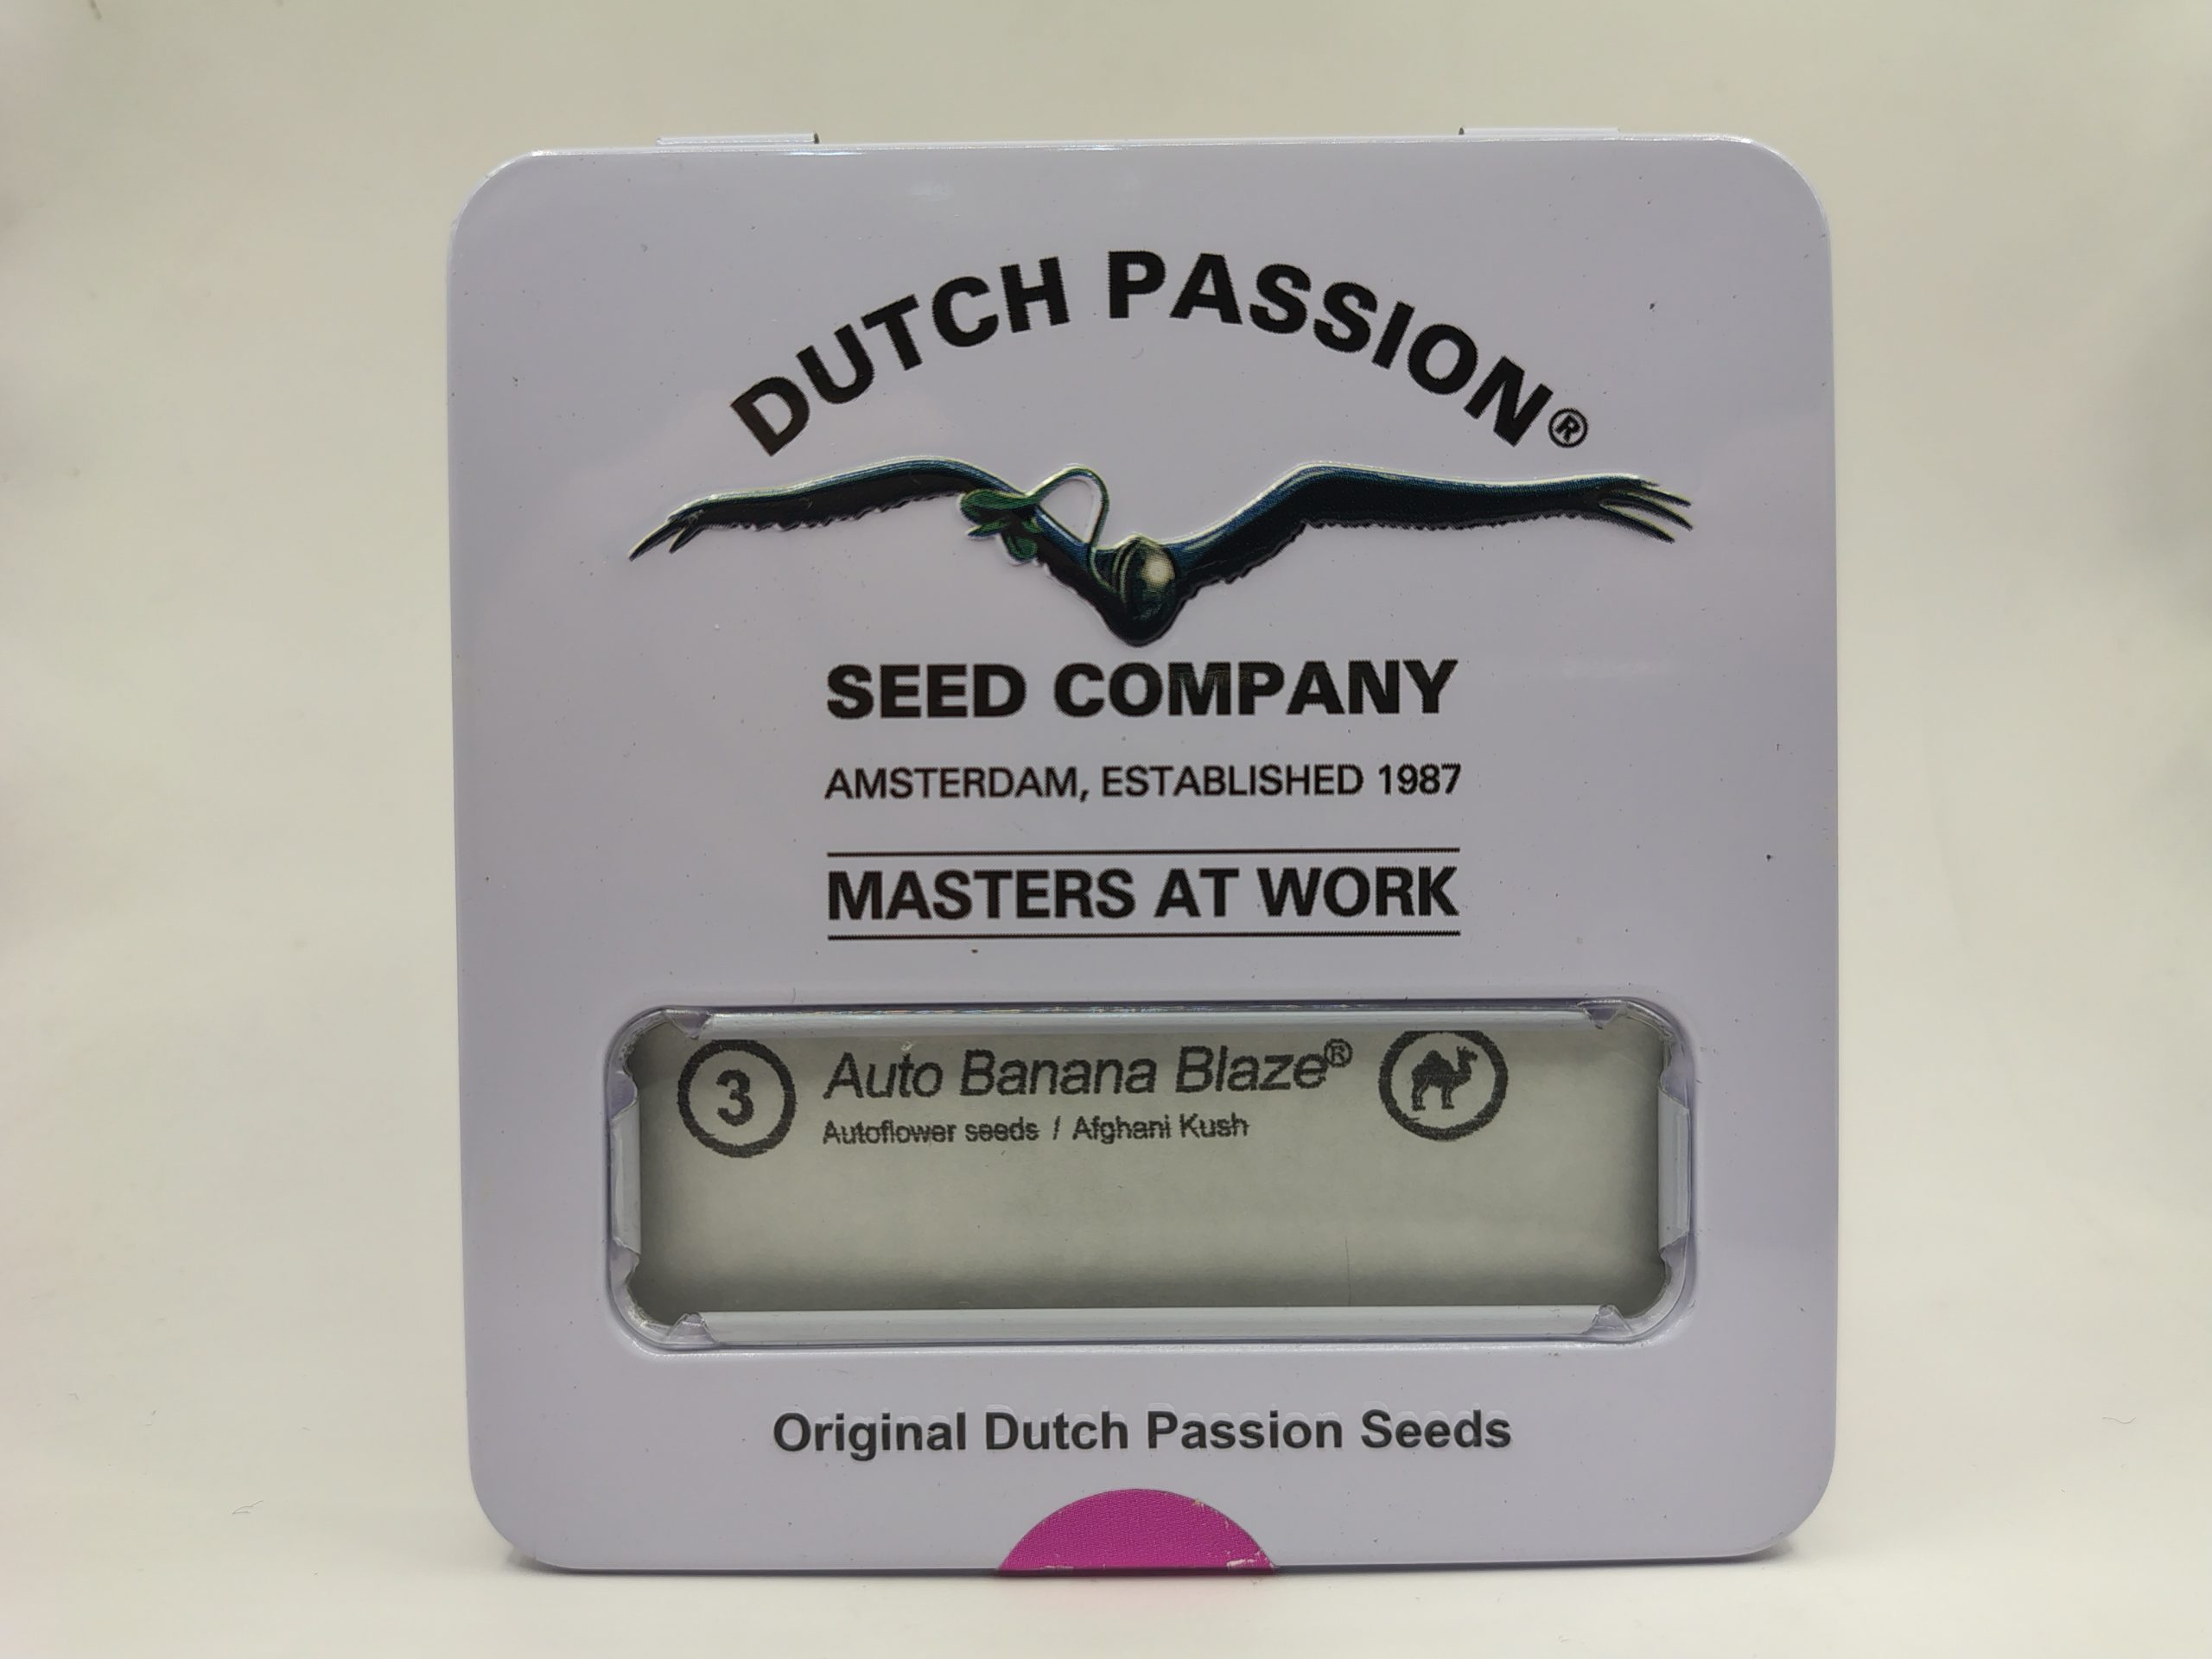 DUTCH PASSION®
SEED COMPANY
AMSTERDAM, ESTABLISHED 1987
MASTERS AT WORK
3 Auto Banana Blaze®
Autoflower seeds / Afghani Kush
Original Dutch Passion Seeds